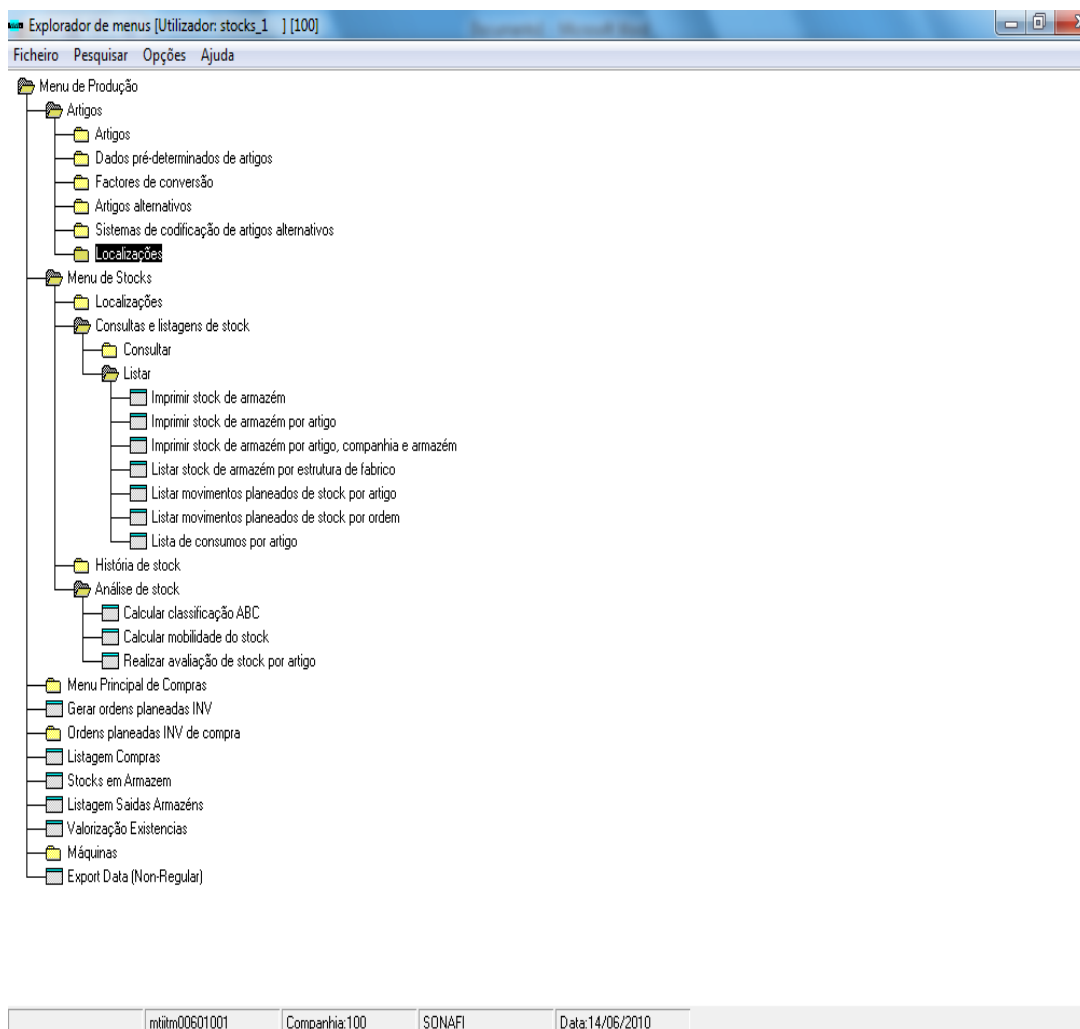 Explorador de menus [Utilizador: stocks_1 ] [100]
Ficheiro Pesquisar Opções Ajuda
Menu de Produção
Artigos
Artigos
Dados pré-determinados de artigos
Factores de conversão
Artigos alternativos
Sistemas de codificação de artigos alternativos
Localizações
Menu de Stocks
Localizações
Consultas e listagens de stock
Consultar
Listar
Imprimir stock de armazém
Imprimir stock de armazém por artigo
Imprimir stock de armazém por artigo, companhia e armazém
Listar stock de armazém por estrutura de fabrico
Listar movimentos planeados de stock por artigo
Listar movimentos planeados de stock por ordem
Lista de consumos por artigo
História de stock
Análise de stock
Calcular classificação ABC
Calcular mobilidade do stock
Realizar avaliação de stock por artigo
Menu Principal de Compras
Gerar ordens planeadas INV
Ordens planeadas INV de compra
Listagem Compras
Stocks em Armazem
Listagem Saidas Armazéns
Valorização Existencias
Máquinas
Export Data (Non-Regular)
mtiitm00601001 Companhia:100 SONAFI Data:14/06/2010